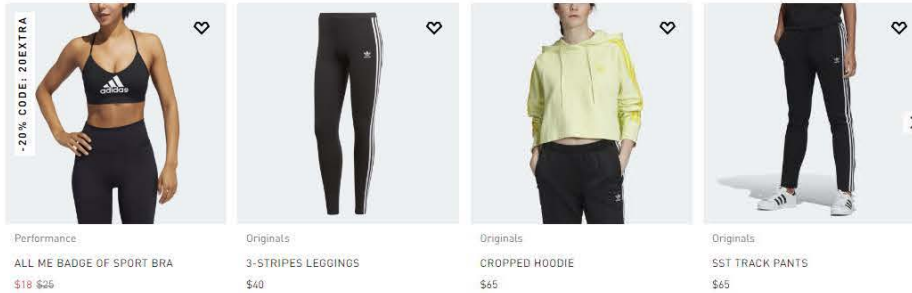 -20% CODE: 20EXTRA
adidas
Performance
ALL ME BADGE OF SPORT BRA
$18 $25
Originals
3-STRIPES LEGGINGS
$40
Originals
CROPPED HOODIE
$65
Originals
SST TRACK PANTS
$65